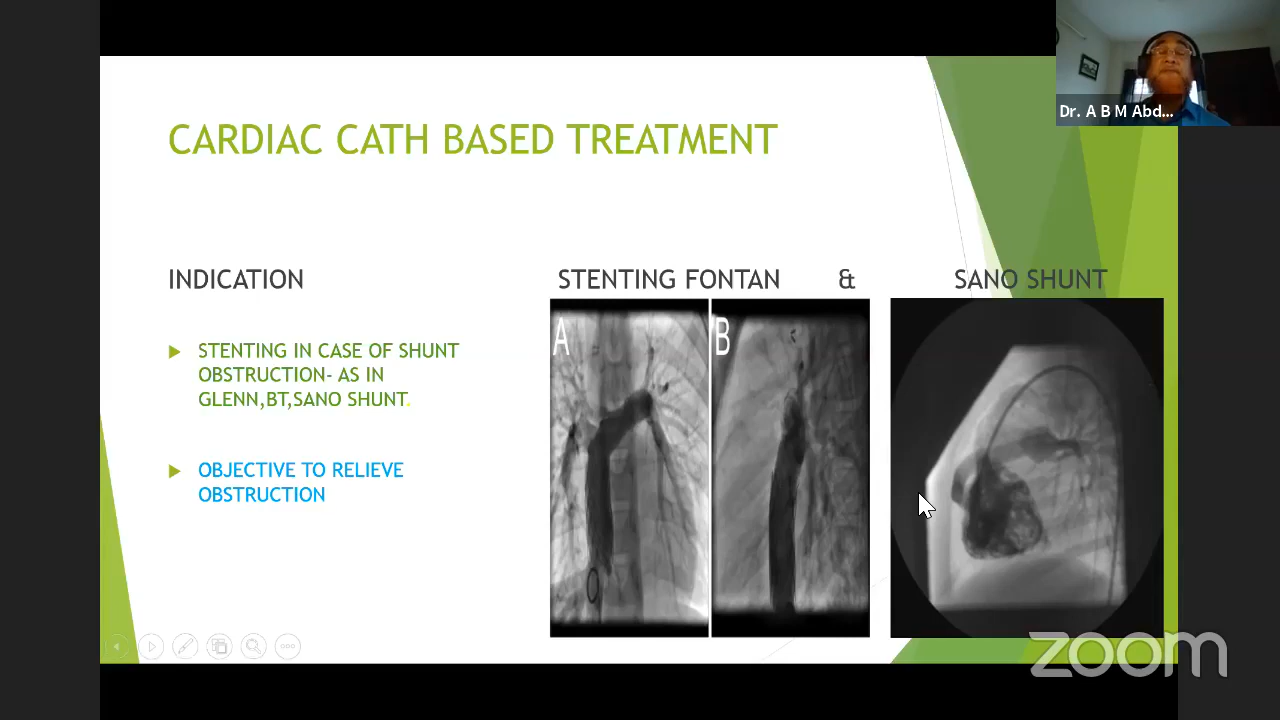 Dr. A B M Abd...
CARDIAC CATH BASED TREATMENT
INDICATION
STENTING IN CASE OF SHUNT
OBSTRUCTION- AS IN
GLENN,BT,SANO SHUNT.
OBJECTIVE TO RELIEVE
OBSTRUCTION
STENTING FONTAN & SANO SHUNT
A
B
zoom